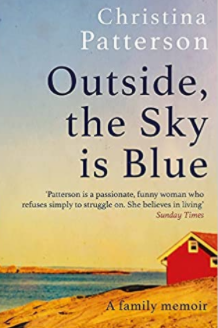 Christina
Patterson
Outside,
the Sky
is Blue
'Patterson is a passionate, funny woman who
refuses simply to struggle on. She believes in living'
Sunday Times
A family memoir